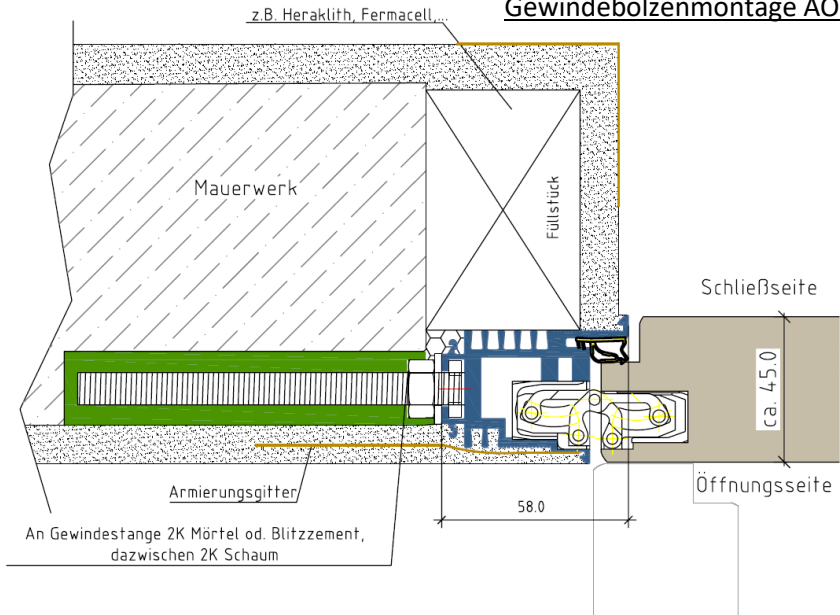 Gewindebolzenmontage AO
z.B. Heraklith, Fermacell,...
Mauerwerk
Füllstück
Schließseite
ca. 45.0
Öffnungsseite
Armierungsgitter
58.0
An Gewindestange 2K Mörtel od. Blitzzement,
dazwischen 2K Schaum